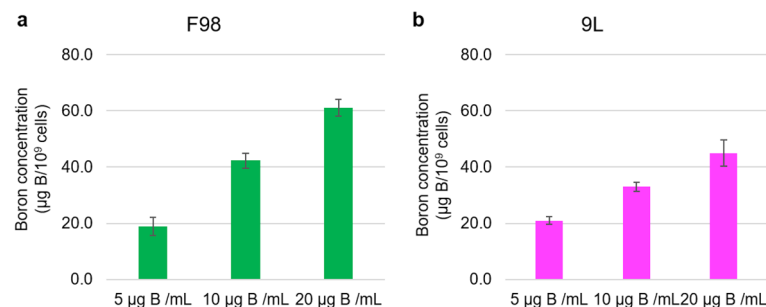 a
F98
Boron concentration
(µg B/10⁹ cells)
80.0
60.0
40.0
20.0
0.0
5 µg B /mL 10 µg B /mL 20 µg B /mL
b
9L
Boron concentration
(µg B/10⁹ cells)
80.0
60.0
40.0
20.0
0.0
5 µg B /mL 10 µg B /mL 20 µg B /mL